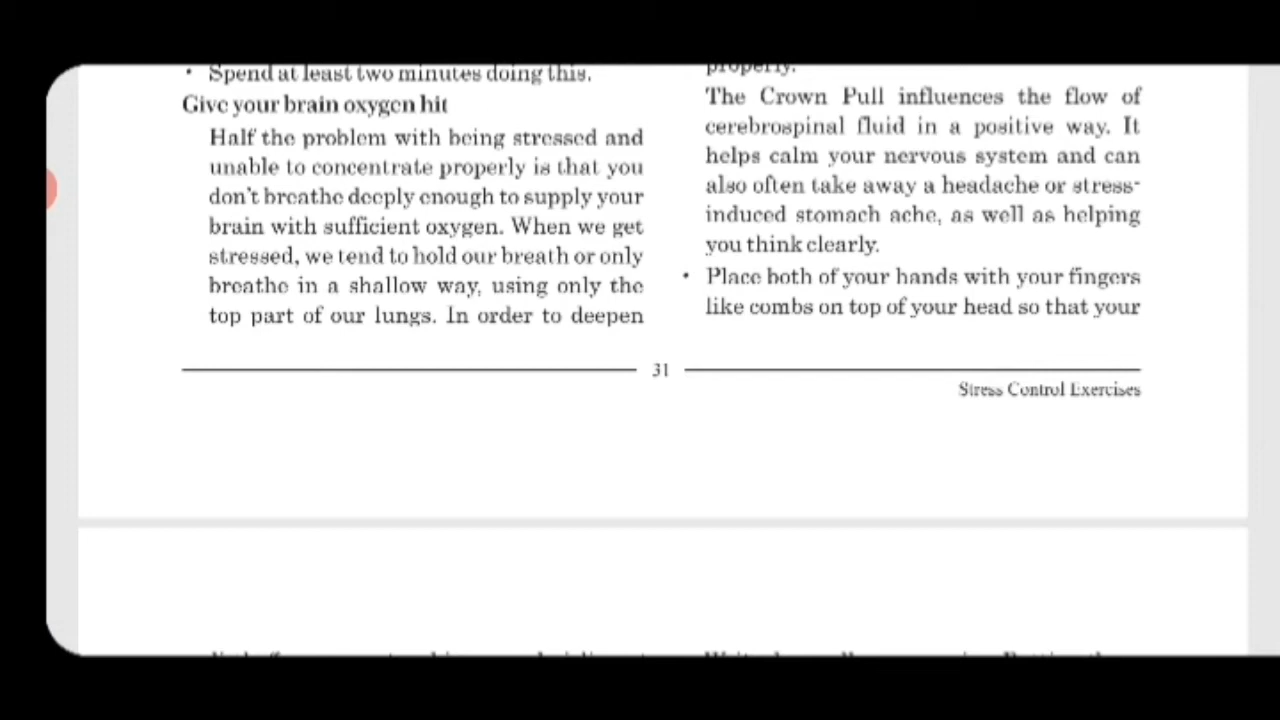 • Spend at least two minutes doing this.
Give your brain oxygen hit
Half the problem with being stressed and
unable to concentrate properly is that you
don't breathe deeply enough to supply your
brain with sufficient oxygen. When we get
stressed, we tend to hold our breath or only
breathe in a shallow way, using only the
top part of our lungs. In order to deepen
properly.
The Crown Pull influences the flow of
cerebrospinal fluid in a positive way. It
helps calm your nervous system and can
also often take away a headache or stress-
induced stomach ache, as well as helping
you think clearly.
• Place both of your hands with your fingers
like combs on top of your head so that your
31
Stress Control Exercises